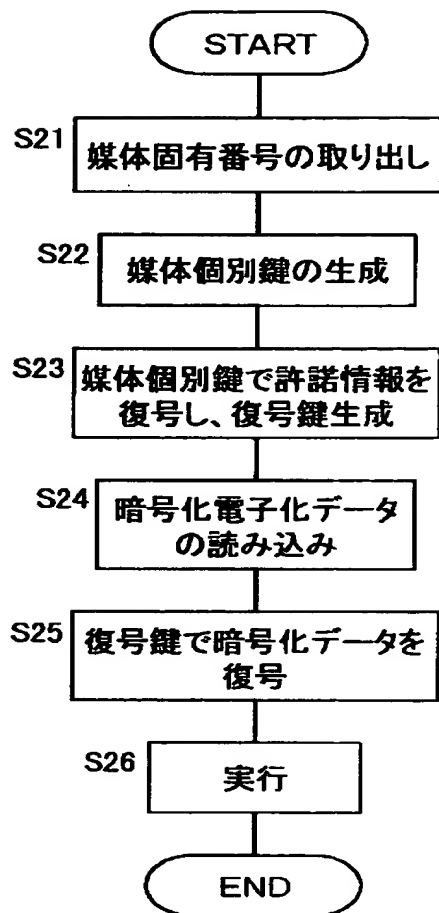 START
S21
媒体固有番号の取り出し
S22
媒体個別鍵の生成
S23
媒体個別鍵で許諾情報を
復号し、復号鍵生成
S24
暗号化電子化データ
の読み込み
S25
復号鍵で暗号化データを
復号
S26
実行
END